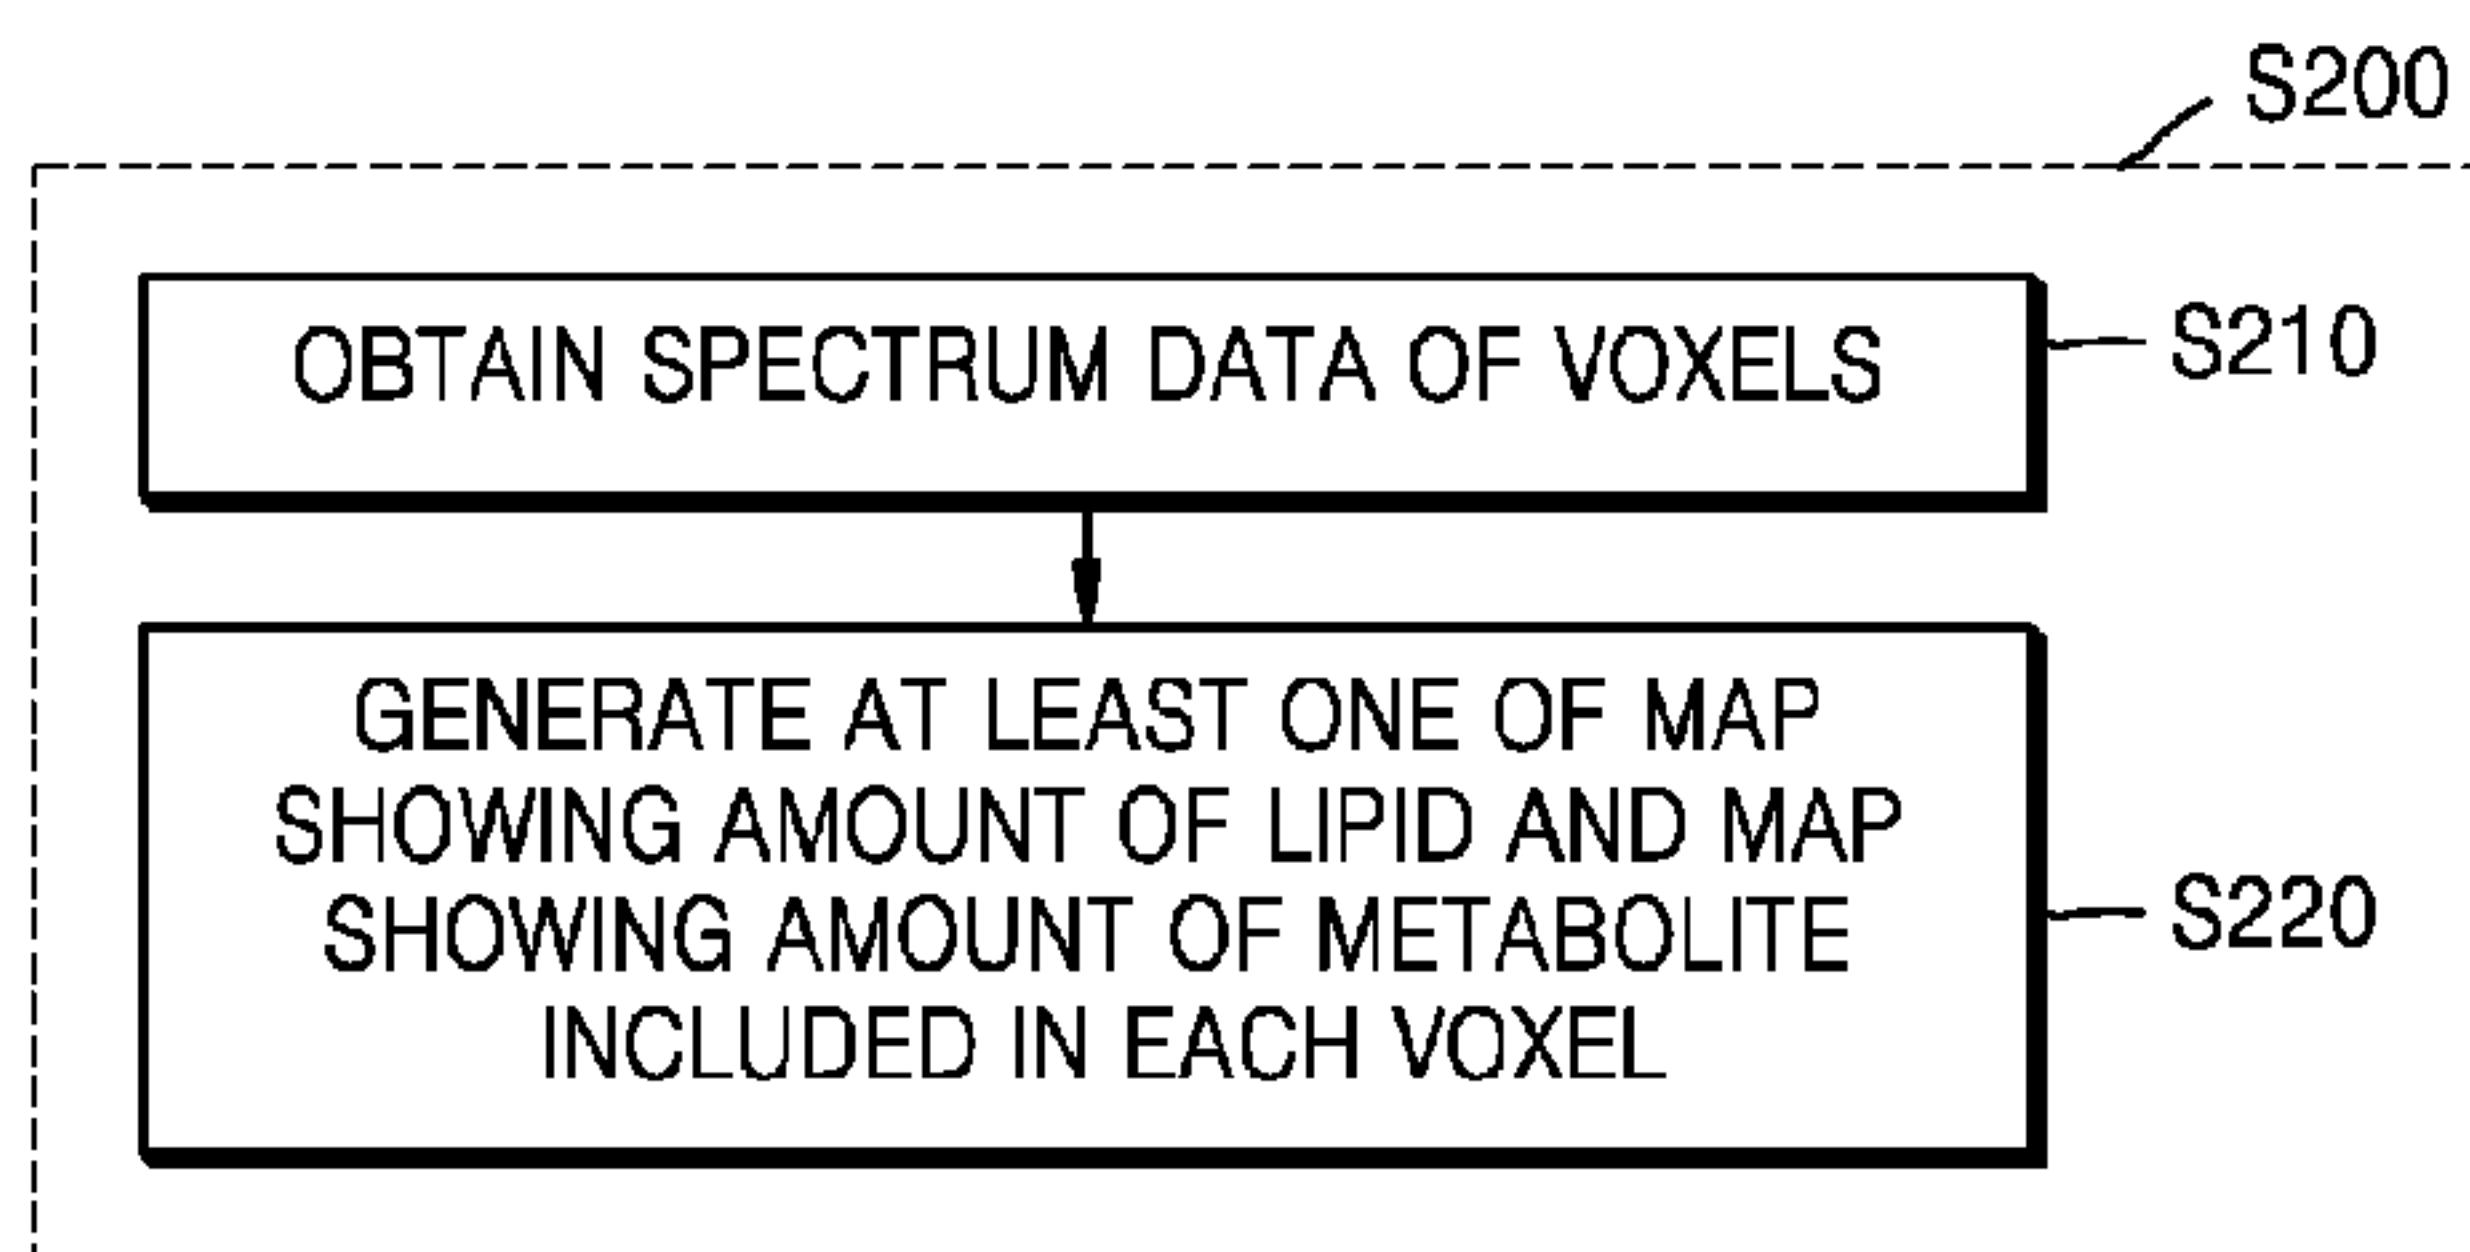 S200
OBTAIN SPECTRUM DATA OF VOXELS
S210
GENERATE AT LEAST ONE OF MAP
SHOWING AMOUNT OF LIPID AND MAP
SHOWING AMOUNT OF METABOLITE
INCLUDED IN EACH VOXEL
S220